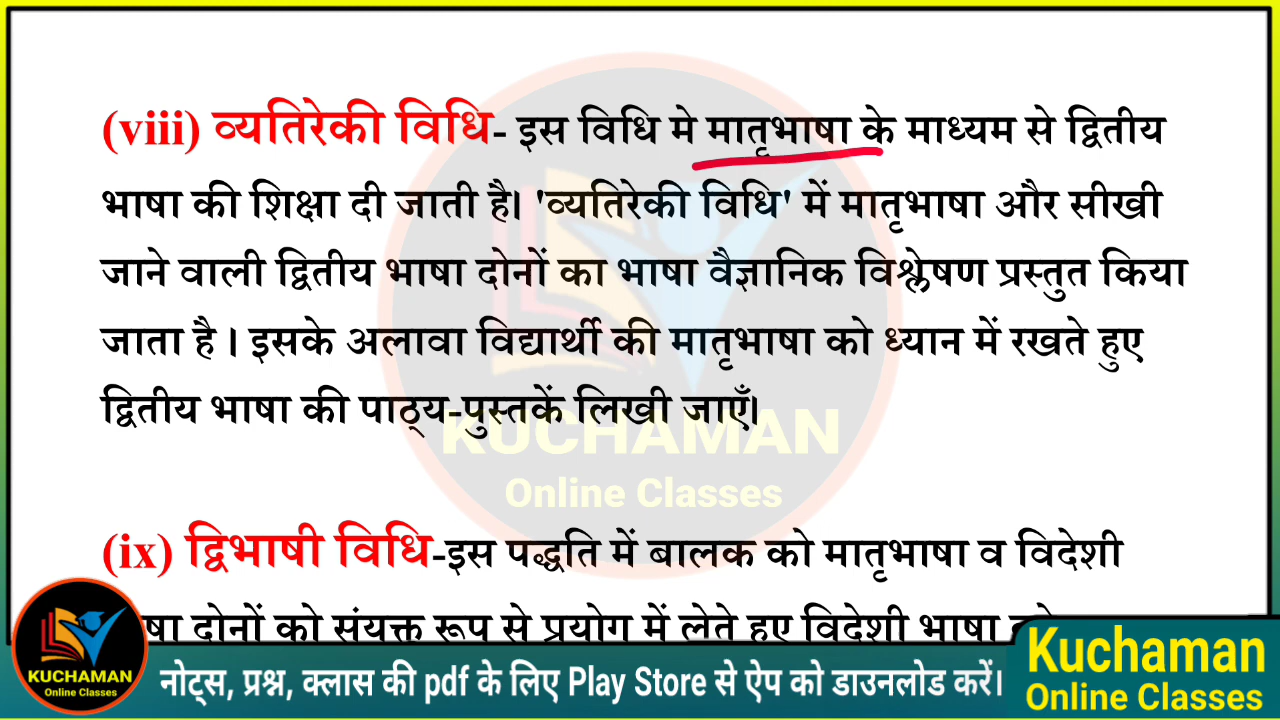 (viii) व्यतिरेकी विधि- इस विधि मे मातृभाषा के माध्यम से द्वितीय
भाषा की शिक्षा दी जाती है। 'व्यतिरेकी विधि' में मातृभाषा और सीखी
जाने वाली द्वितीय भाषा दोनों का भाषा वैज्ञानिक विश्लेषण प्रस्तुत किया
जाता है । इसके अलावा विद्यार्थी की मातृभाषा को ध्यान में रखते हुए
द्वितीय भाषा की पाठ्य-पुस्तकें लिखी जाएँ।
KUCHAMAN
Online Classes
(ix) द्विभाषी विधि-इस पद्धति में बालक को मातृभाषा व विदेशी
दोनों को संयुक्त रूप से प्रयोग में लेते हुए विदेशी भाषा
KUCHAMAN
Online Classes
नोट्स, प्रश्न, क्लास की pdf के लिए Play Store से ऐप को डाउनलोड करें।
Kuchaman
Online Classes